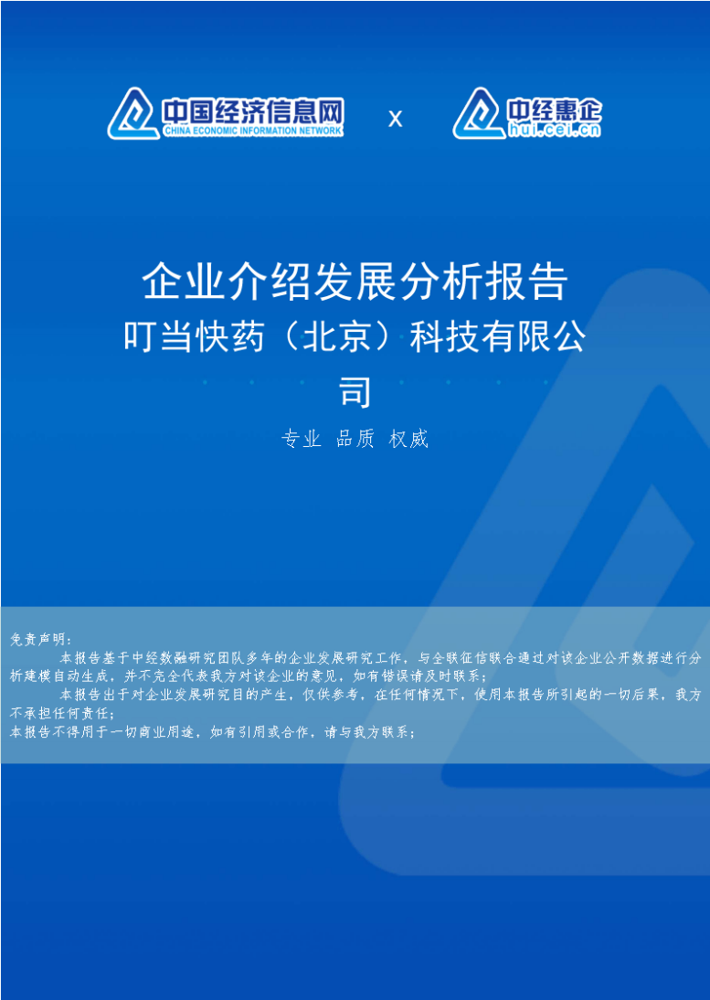 中国经济信息网
CHINA ECONOMIC INFORMATION NETWORK
x
中经惠企
hui.cei.cn
企业介绍发展分析报告
叮当快药（北京）科技有限公
司
专业 品质 权威
免责声明：
本报告基于中经数融研究团队多年的企业发展研究工作，与全联征信联合通过对该企业公开数据进行分
析建模自动生成，并不完全代表我方对该企业的意见，如有错误请及时联系；
本报告出于对企业发展研究目的产生，仅供参考，在任何情况下，使用本报告所引起的一切后果，我方
不承担任何责任；
本报告不得用于一切商业用途，如有引用或合作，请与我方联系；